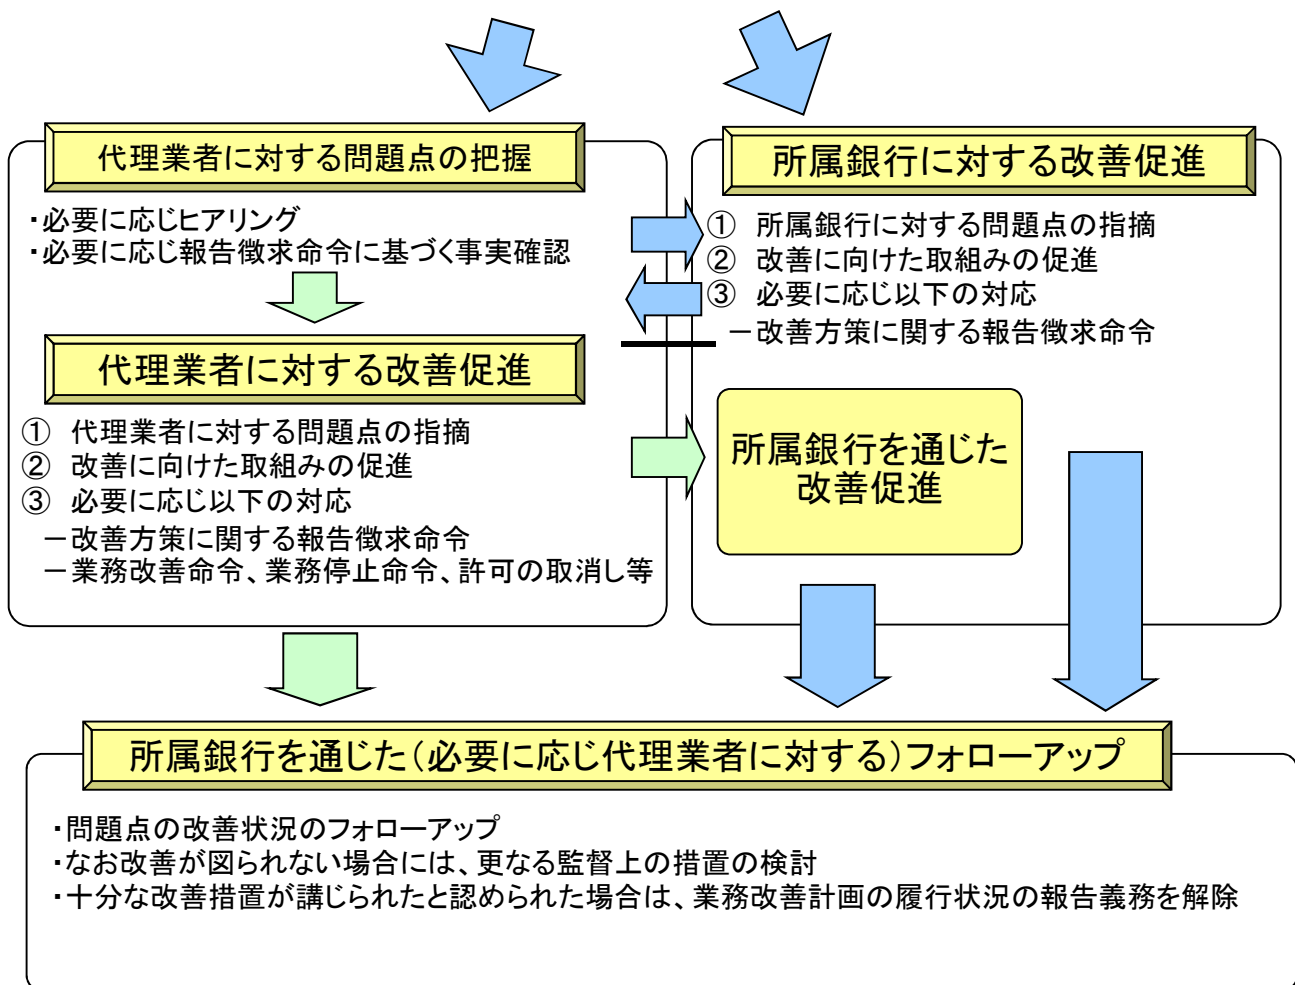 代理業者に対する問題点の把握
・必要に応じヒアリング
・必要に応じ報告徴求命令に基づく事実確認
代理業者に対する改善促進
① 代理業者に対する問題点の指摘
② 改善に向けた取組みの促進
③ 必要に応じ以下の対応
－改善方策に関する報告徴求命令
－業務改善命令、業務停止命令、許可の取消し等
所属銀行に対する改善促進
① 所属銀行に対する問題点の指摘
② 改善に向けた取組みの促進
③ 必要に応じ以下の対応
－改善方策に関する報告徴求命令
所属銀行を通じた
改善促進
所属銀行を通じた（必要に応じ代理業者に対する）フォローアップ
・問題点の改善状況のフォローアップ
・なお改善が図られない場合には、更なる監督上の措置の検討
・十分な改善措置が講じられたと認められた場合は、業務改善計画の履行状況の報告義務を解除